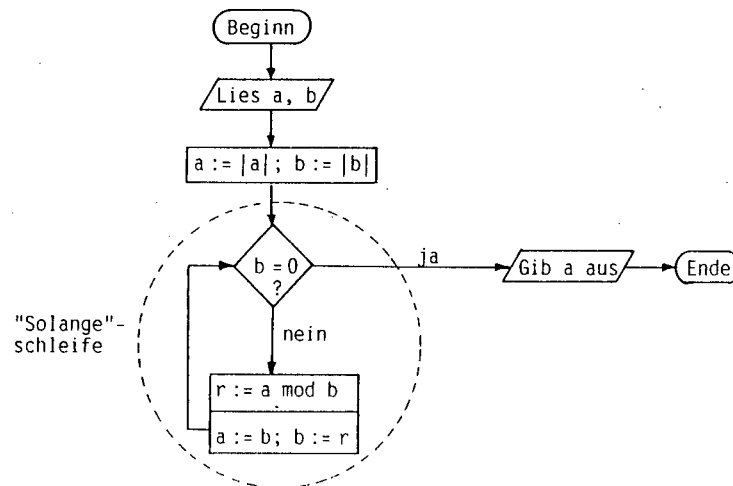 Beginn
Lies a, b
a := |a|; b := |b|
b = 0
?
ja
Gib a aus
Ende
nein
"Solange"-
schleife
r := a mod b
a := b; b := r